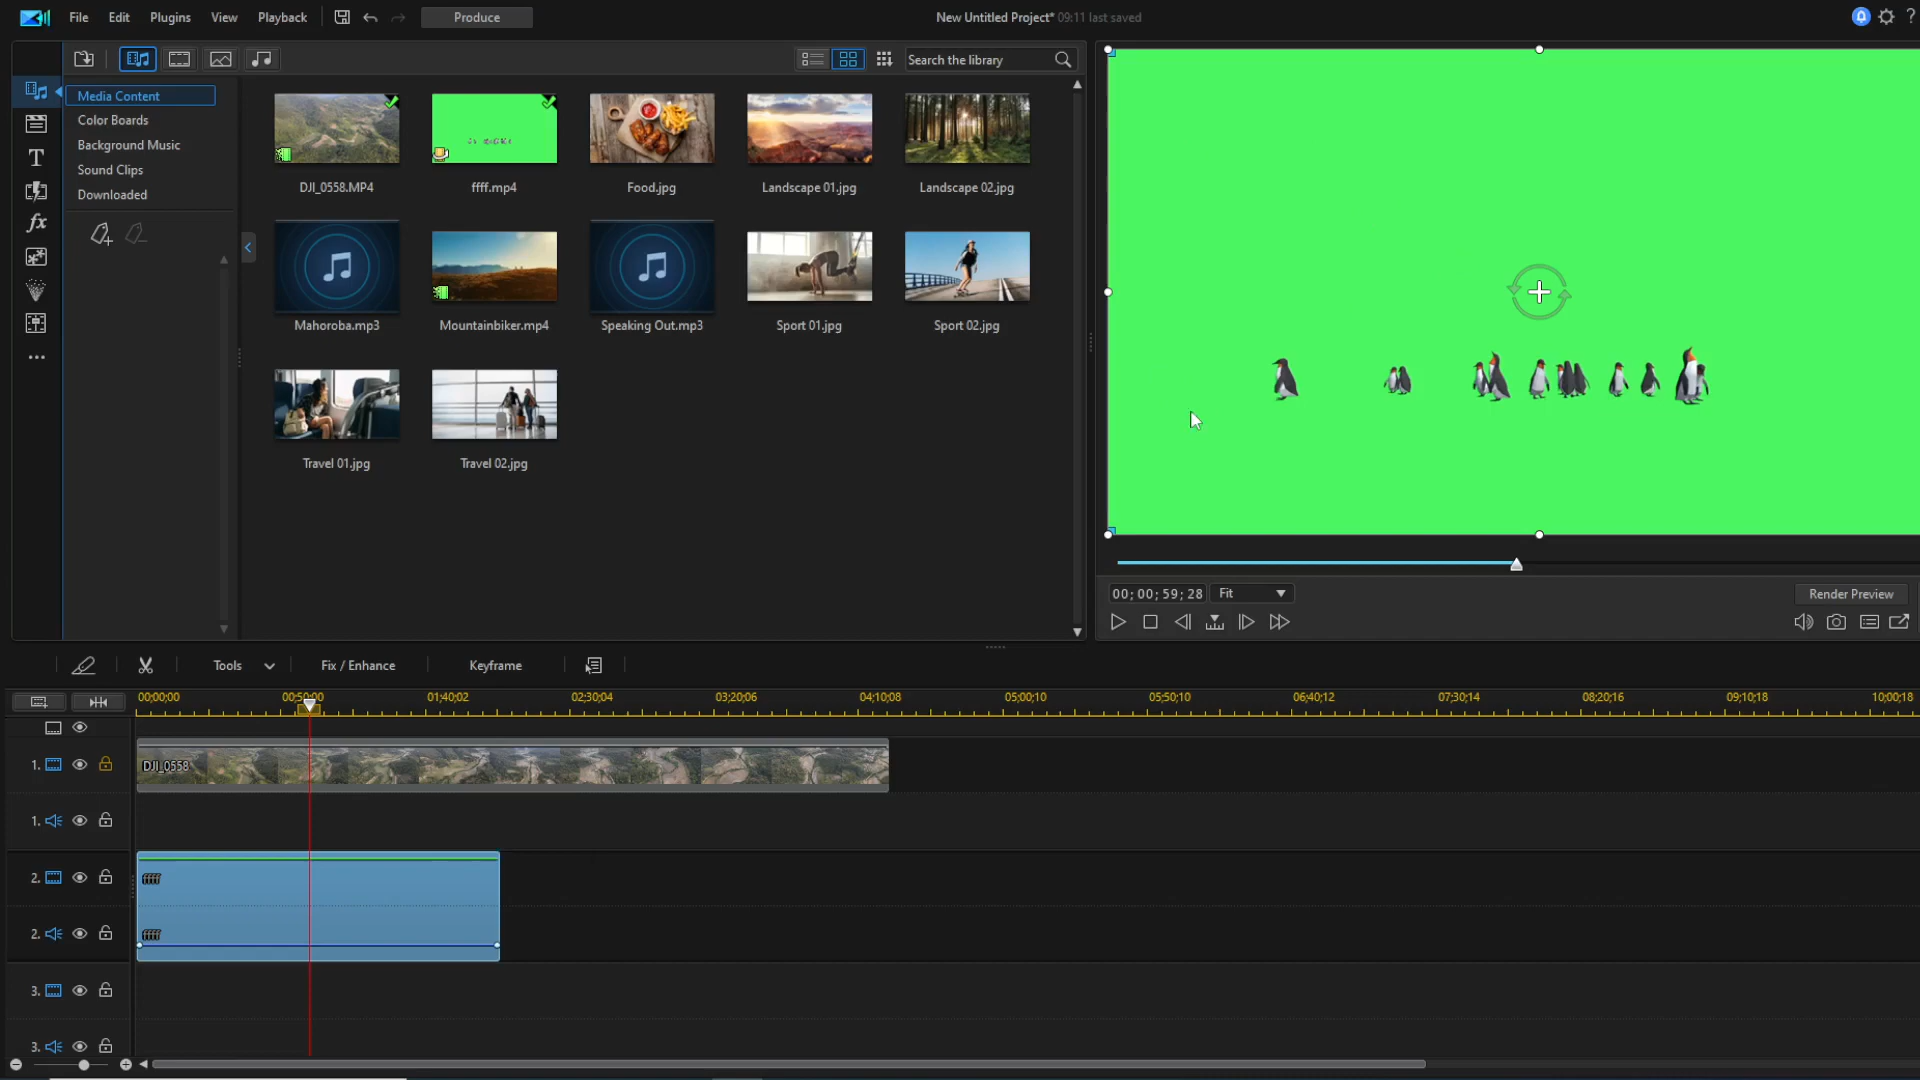 File Edit Plugins View Playback Produce New Untitled Project* 09:11 last saved ?
Search the library
Media Content
Color Boards
Background Music
Sound Clips
Downloaded
DJI_0558.MP4 ffff.mp4 Food.jpg Landscape 01.jpg Landscape 02.jpg
Mahoroba.mp3 Mountainbiker.mp4 Speaking Out.mp3 Sport 01.jpg Sport 02.jpg
Travel 01.jpg Travel 02.jpg
T
fx
00; 00; 59; 28 Fit Render Preview
Tools Fix / Enhance Keyframe
00;00;00 00;50;00 01;40;02 02;30;04 03;20;06 04;10;08 05;00;10 05;50;10 06;40;12 07;30;14 08;20;16 09;10;18 10;00;18
1. DJI_0558
1.
2. ffff
2. ffff
3.
3.